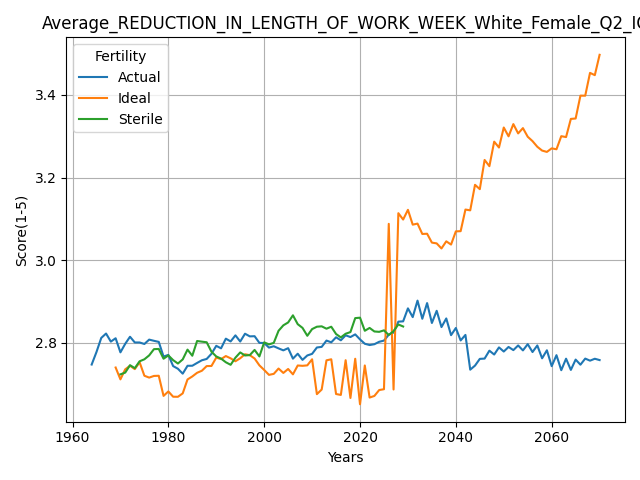 Average_REDUCTION_IN_LENGTH_OF_WORK_WEEK_White_Female_Q2_IC
Fertility
Actual
Ideal
Sterile
Score(1-5)
3.4
3.2
3.0
2.8
1960 1980 2000 2020 2040 2060
Years